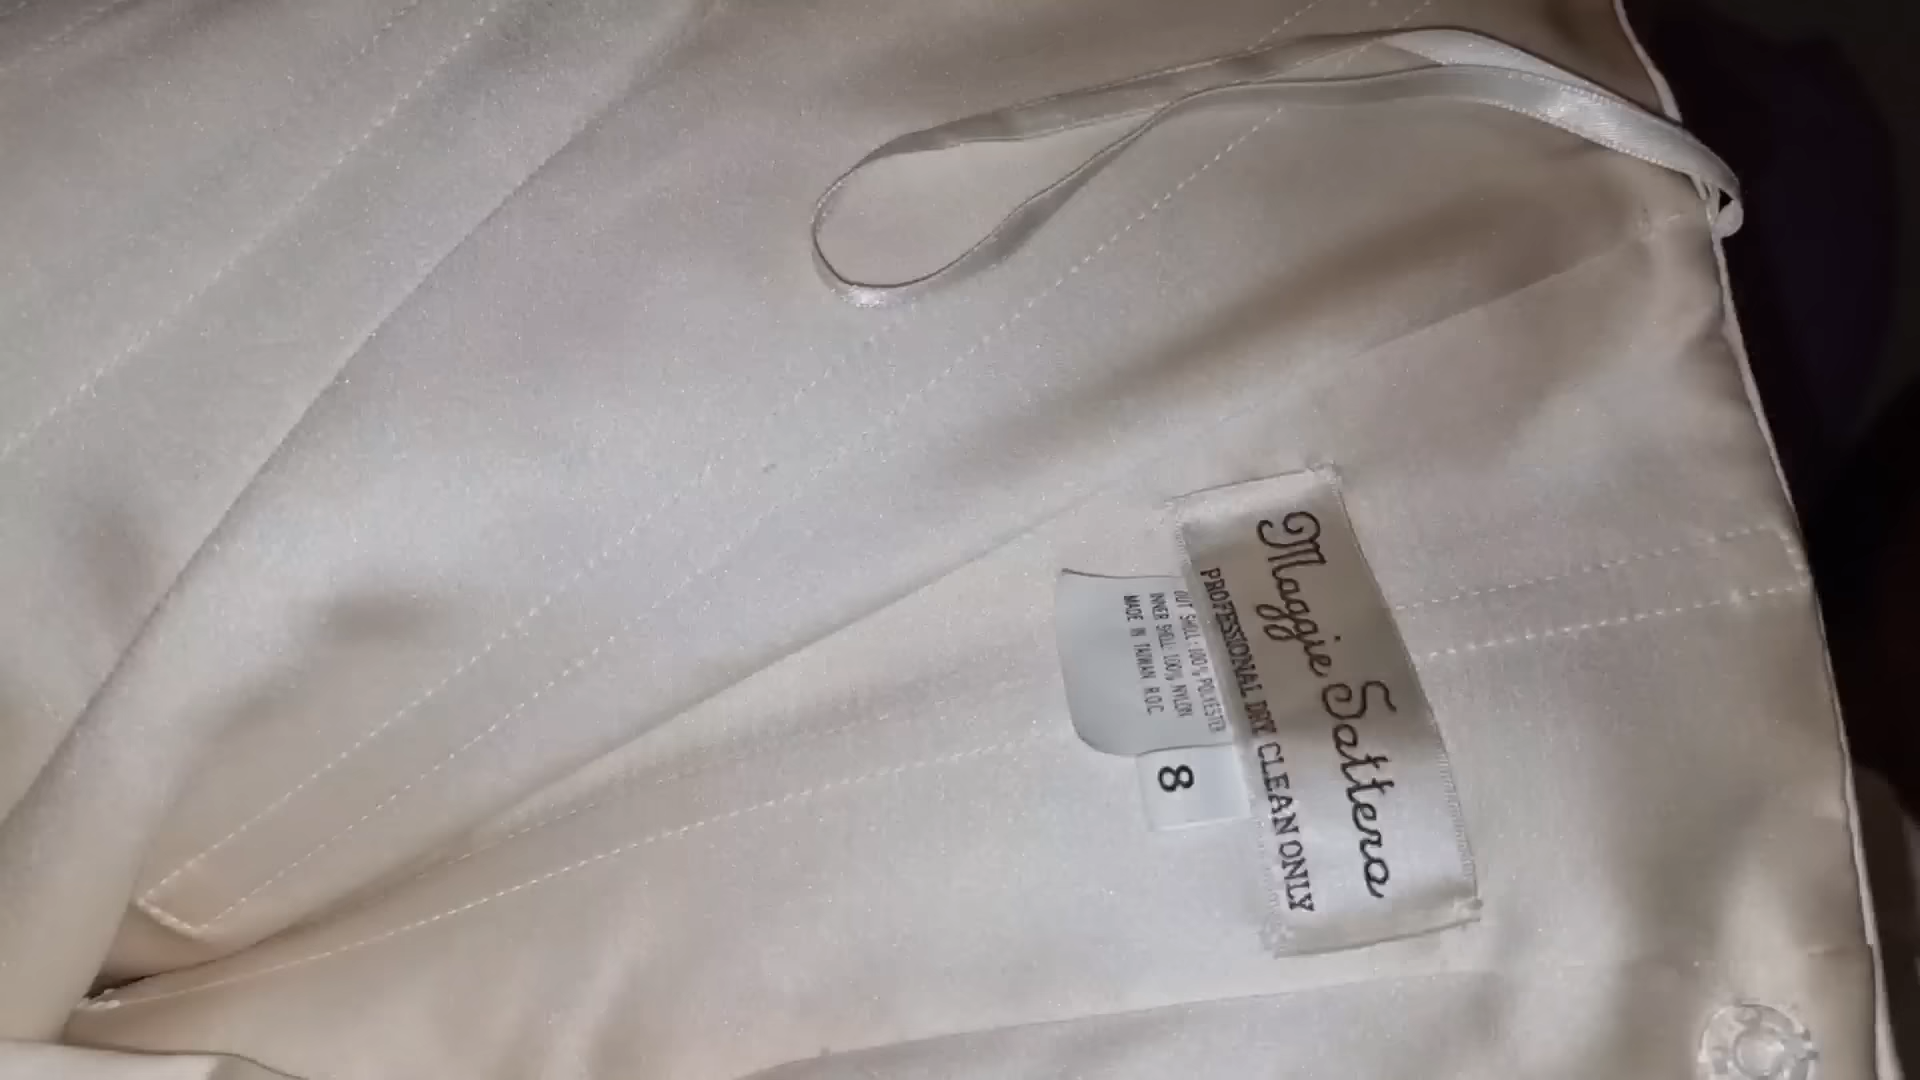 Maggie Sottero
PROFESSIONAL DRY CLEAN ONLY
OUT SHELL: 100% POLYESTER
INNER SHELL: 100% NYLON
MADE IN TAIWAN R.O.C.
8